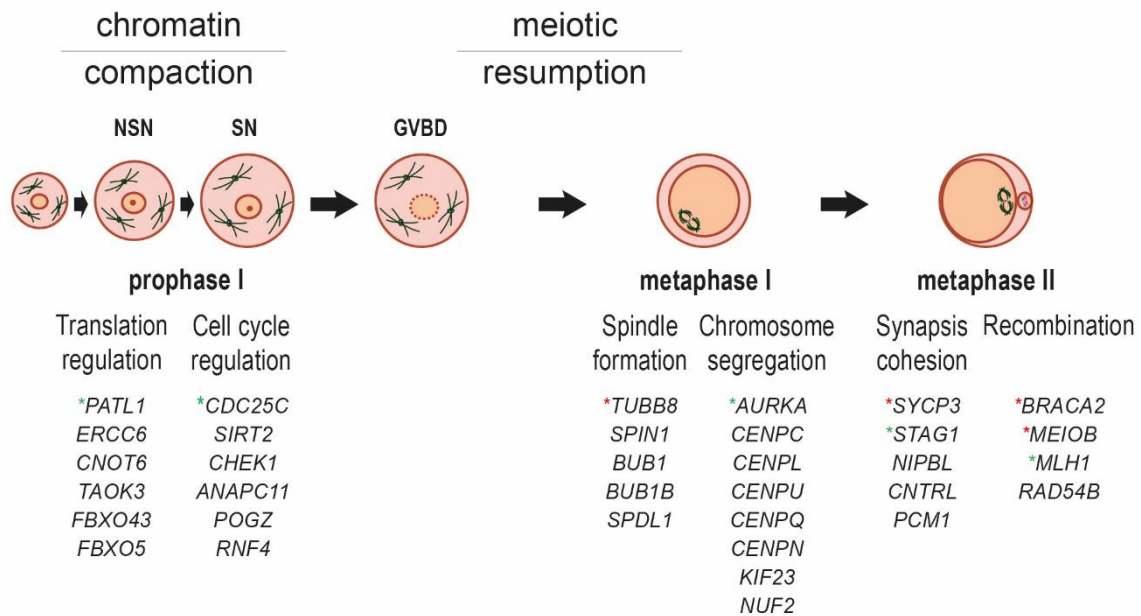 chromatin
compaction
meiotic
resumption
NSN
SN
GVBD
prophase I
metaphase I
metaphase II
Translation
regulation
*PATL1
ERCC6
CNOT6
TAOK3
FBXO43
FBXO5
Cell cycle
regulation
*CDC25C
SIRT2
CHEK1
ANAPC11
POGZ
RNF4
Spindle
formation
*TUBB8
SPIN1
BUB1
BUB1B
SPDL1
Chromosome
segregation
*AURKA
CENPC
CENPL
CENPU
CENPQ
CENPN
KIF23
NUF2
Synapsis
cohesion
*SYCP3
*STAG1
NIPBL
CNTRL
PCM1
Recombination
*BRACA2
*MEIOB
*MLH1
RAD54B